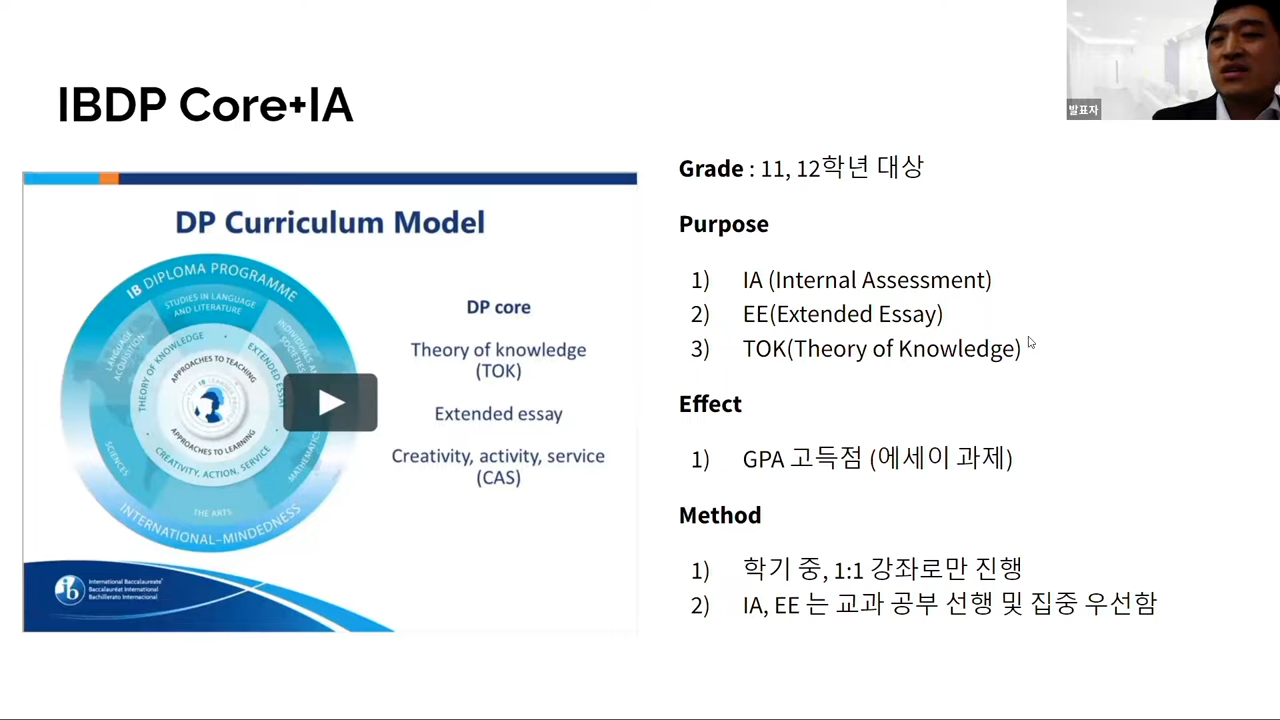 IBDP Core+IA
발표자
DP Curriculum Model
IB DIPLOMA PROGRAMME
STUDIES IN LANGUAGE
AND LITERATURE
LANGUAGE
ACQUISITION
INDIVIDUALS AND
SOCIETIES
THEORY OF KNOWLEDGE
EXTENDED ESSAY
APPROACHES TO TEACHING
APPROACHES TO LEARNING
CREATIVITY, ACTION, SERVICE
SCIENCES
MATHEMATICS
THE ARTS
INTERNATIONAL-MINDEDNESS
DP core
Theory of knowledge
(TOK)
Extended essay
Creativity, activity, service
(CAS)
International Baccalaureate®
Baccalauréat International
Bachillerato Internacional
Grade : 11, 12학년 대상
Purpose
1) IA (Internal Assessment)
2) EE(Extended Essay)
3) TOK(Theory of Knowledge)
Effect
1) GPA 고득점 (에세이 과제)
Method
1) 학기 중, 1:1 강좌로만 진행
2) IA, EE 는 교과 공부 선행 및 집중 우선함